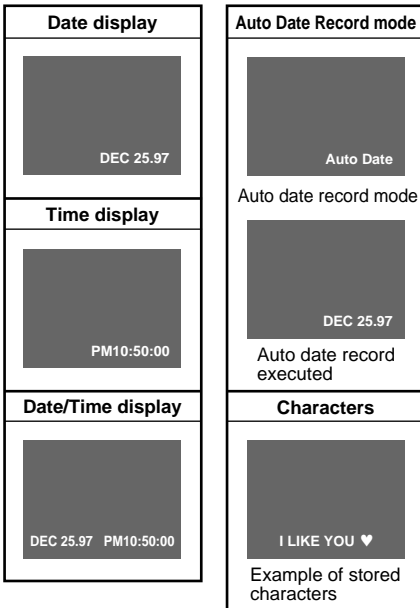 Date display
DEC 25.97
Time display
PM10:50:00
Date/Time display
DEC 25.97 PM10:50:00
Auto Date Record mode
Auto Date
Auto date record mode
DEC 25.97
Auto date record
executed
Characters
I LIKE YOU ♥
Example of stored
characters